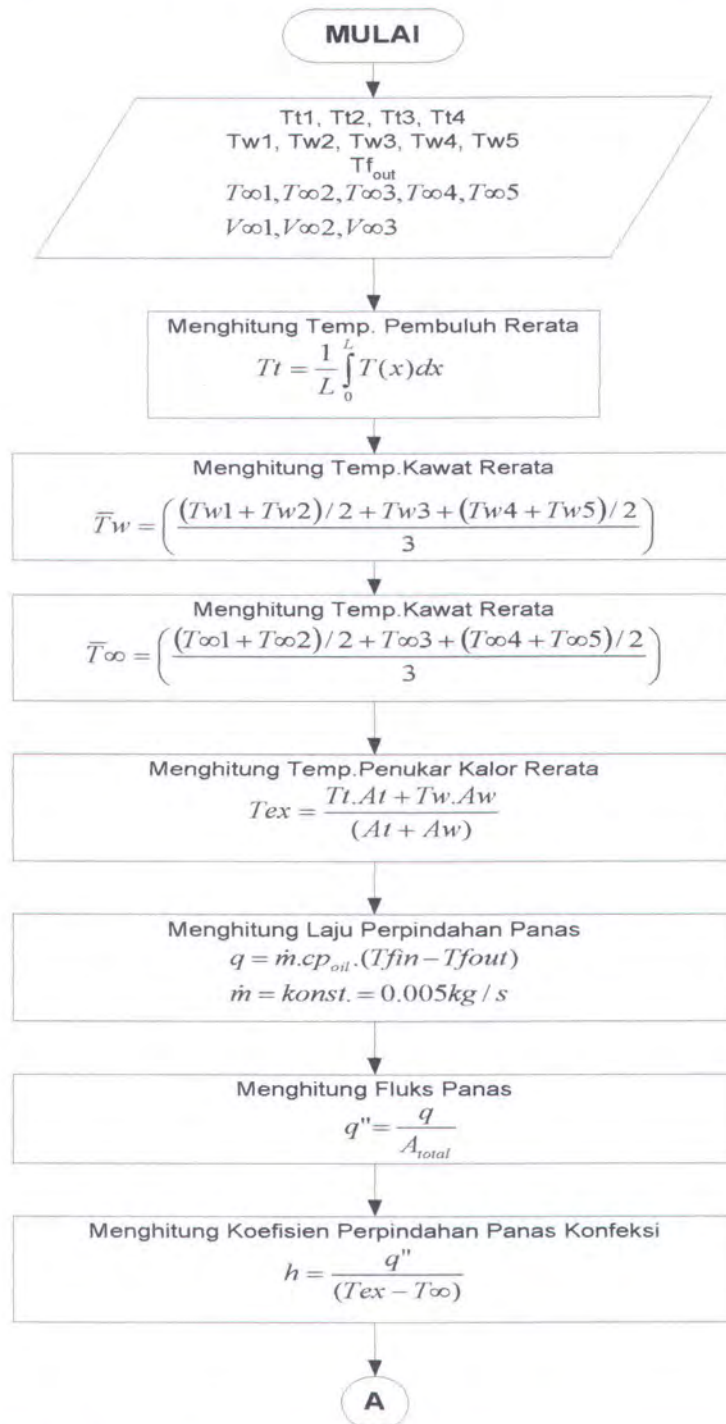 MULAI
Tt1, Tt2, Tt3, Tt4
Tw1, Tw2, Tw3, Tw4, Tw5
Tf_out
T∞1,T∞2,T∞3,T∞4,T∞5
V∞1,V∞2,V∞3
Menghitung Temp. Pembuluh Rerata
Tt = 1/L ∫₀ᴸ T(x)dx
Menghitung Temp.Kawat Rerata
T̅w = (((Tw1 + Tw2)/2 + Tw3 + (Tw4 + Tw5)/2)/3)
Menghitung Temp.Kawat Rerata
T̅∞ = (((T∞1 + T∞2)/2 + T∞3 + (T∞4 + T∞5)/2)/3)
Menghitung Temp.Penukar Kalor Rerata
Tex = (Tt.At + Tw.Aw)/(At + Aw)
Menghitung Laju Perpindahan Panas
q = ṁ.cp_oil.(Tfin − Tfout)
ṁ = konst. = 0.005kg / s
Menghitung Fluks Panas
q" = q/A_total
Menghitung Koefisien Perpindahan Panas Konfeksi
h = q"/(Tex − T∞)
A